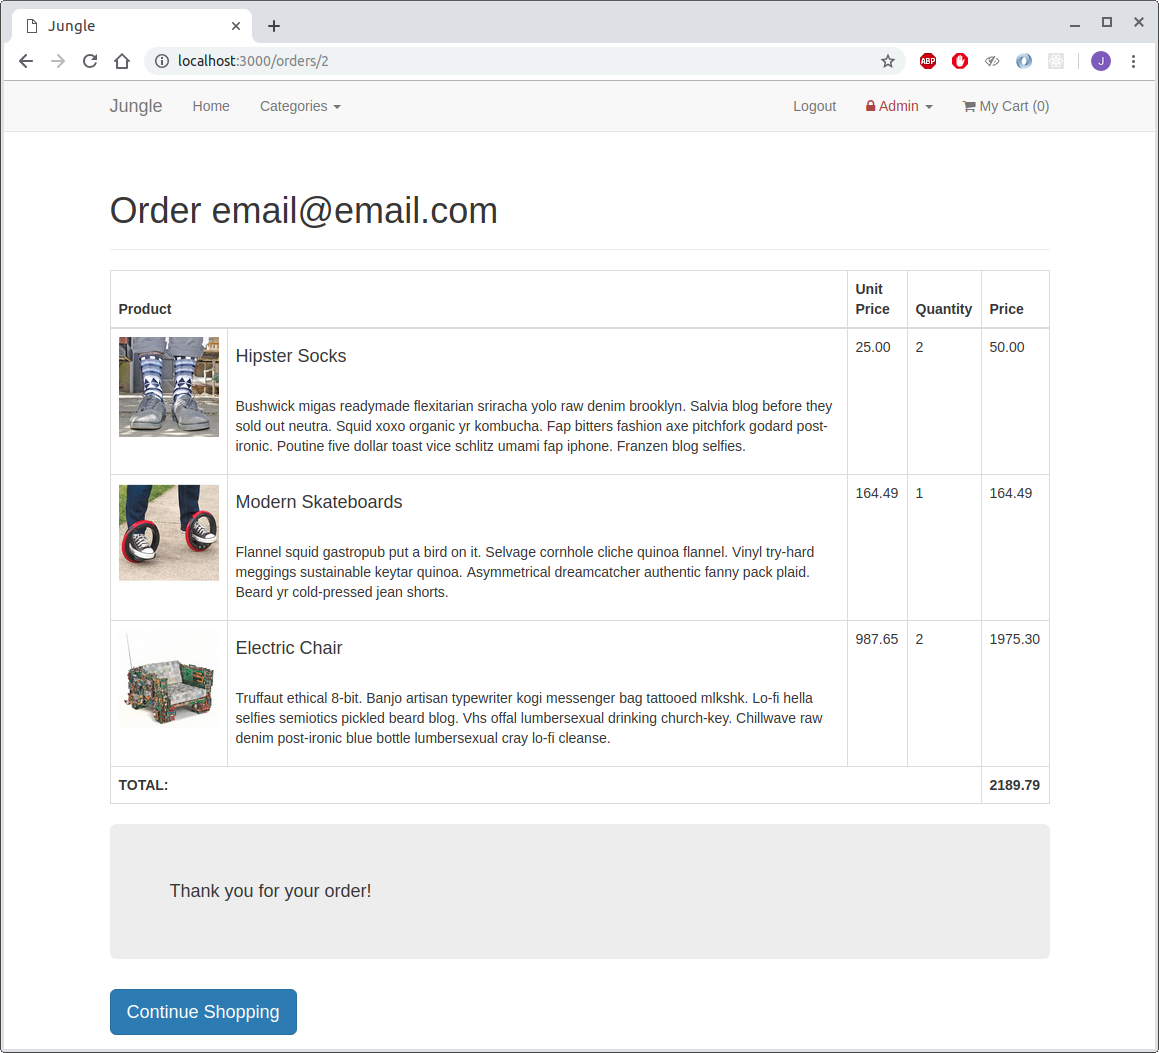 Jungle
localhost:3000/orders/2
ABP
J
Jungle Home Categories Logout Admin My Cart (0)
Order email@email.com
Product Unit Price Quantity Price
Hipster Socks 25.00 2 50.00
Bushwick migas readymade flexitarian sriracha yolo raw denim brooklyn. Salvia blog before they
sold out neutra. Squid xoxo organic yr kombucha. Fap bitters fashion axe pitchfork godard post-
ironic. Poutine five dollar toast vice schlitz umami fap iphone. Franzen blog selfies.
Modern Skateboards 164.49 1 164.49
Flannel squid gastropub put a bird on it. Selvage cornhole cliche quinoa flannel. Vinyl try-hard
meggings sustainable keytar quinoa. Asymmetrical dreamcatcher authentic fanny pack plaid.
Beard yr cold-pressed jean shorts.
Electric Chair 987.65 2 1975.30
Truffaut ethical 8-bit. Banjo artisan typewriter kogi messenger bag tattooed mlkshk. Lo-fi hella
selfies semiotics pickled beard blog. Vhs offal lumbersexual drinking church-key. Chillwave raw
denim post-ironic blue bottle lumbersexual cray lo-fi cleanse.
TOTAL: 2189.79
Thank you for your order!
Continue Shopping